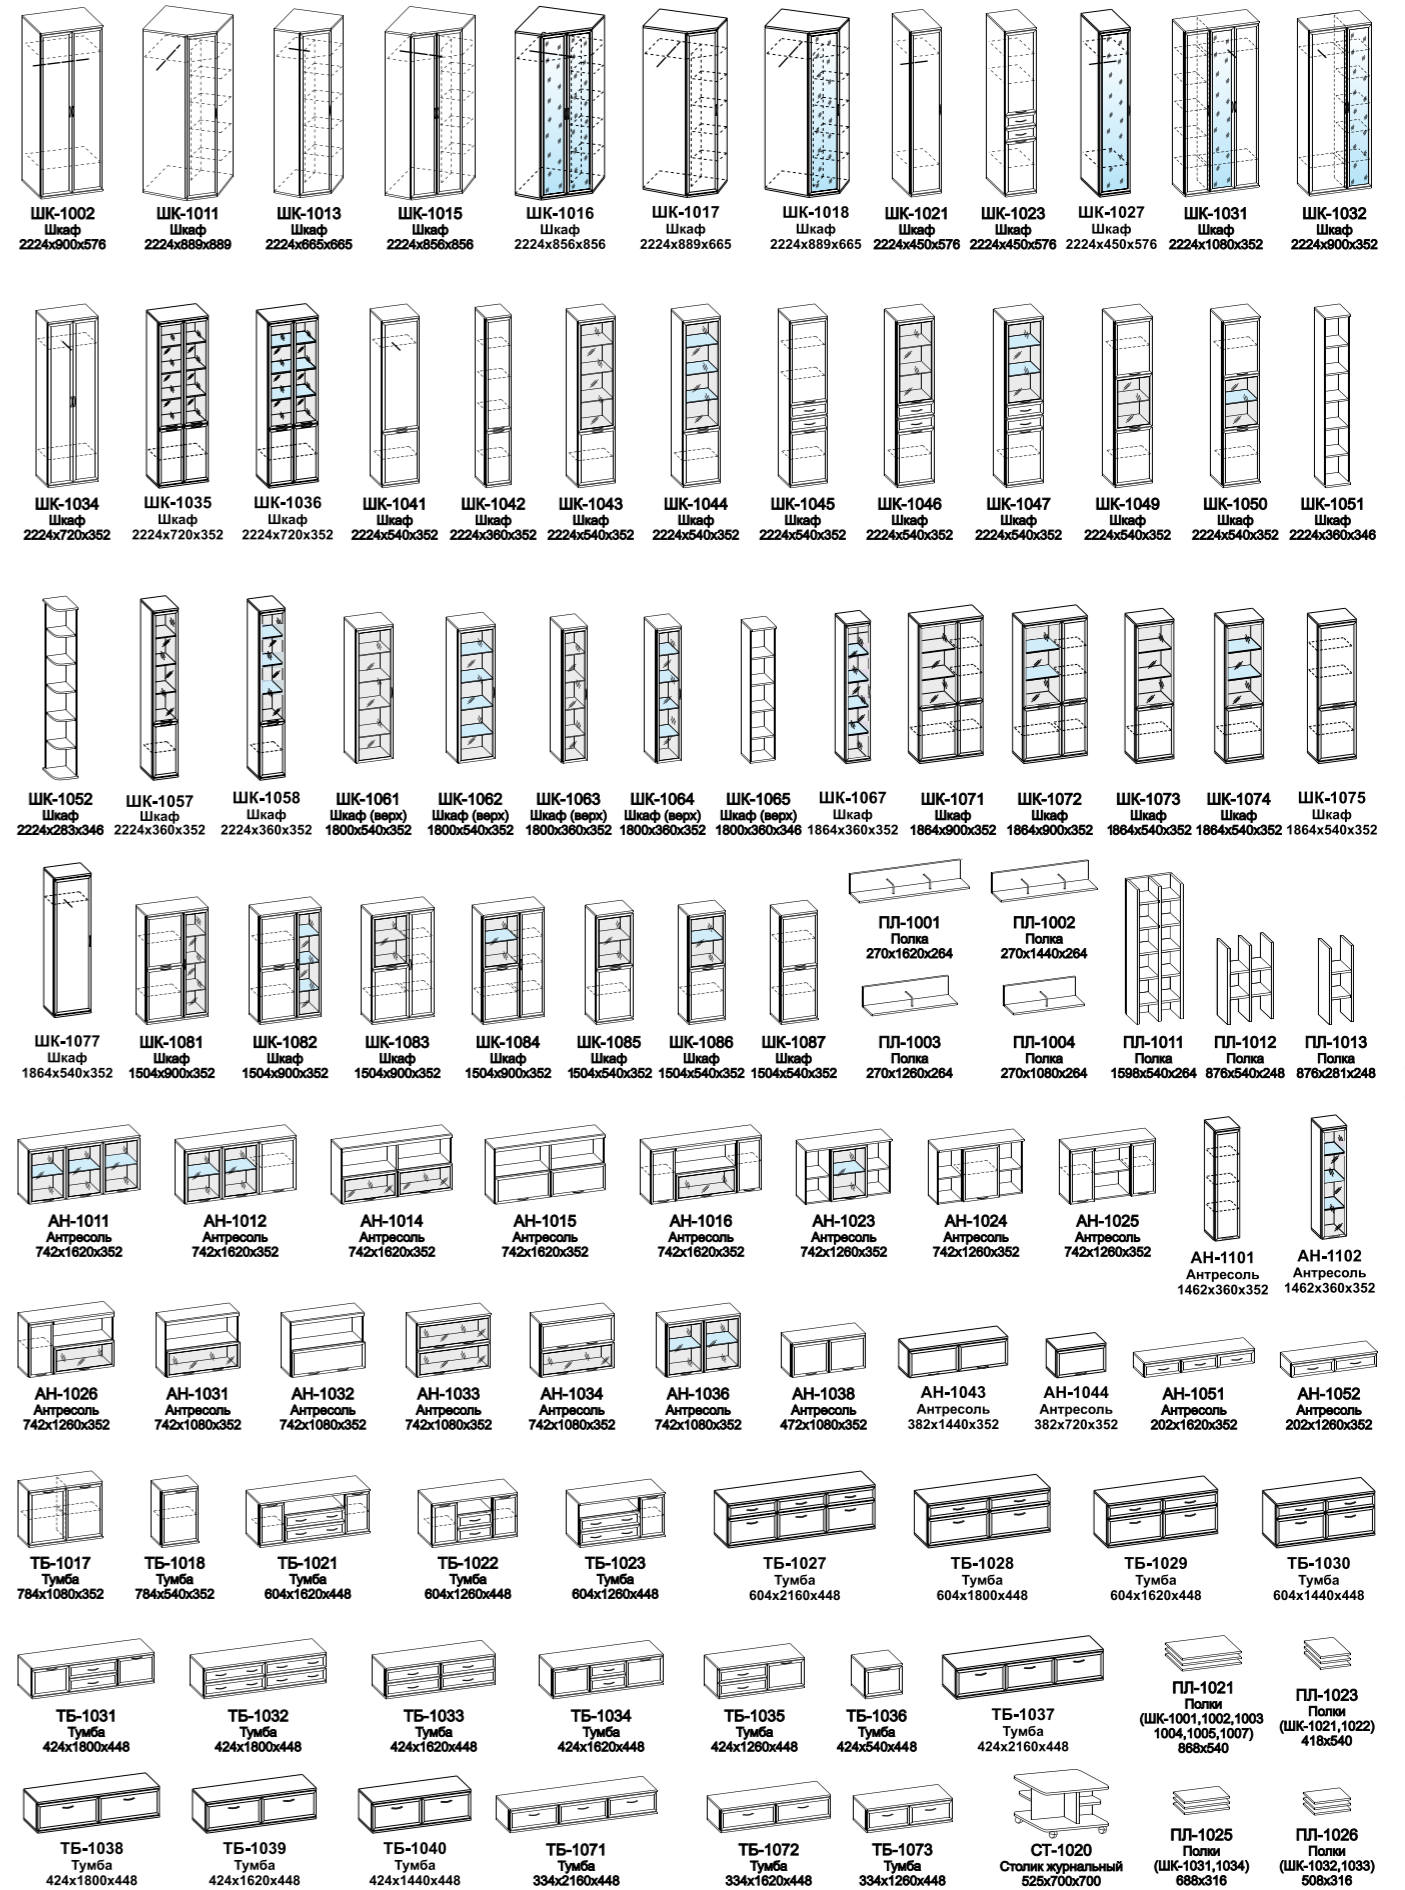 ШК-1002
Шкаф
2224x900x576
ШК-1011
Шкаф
2224x889x889
ШК-1013
Шкаф
2224x665x665
ШК-1015
Шкаф
2224x856x856
ШК-1016
Шкаф
2224x856x856
ШК-1017
Шкаф
2224x889x665
ШК-1018
Шкаф
2224x889x665
ШК-1021
Шкаф
2224x450x576
ШК-1023
Шкаф
2224x450x576
ШК-1027
Шкаф
2224x450x576
ШК-1031
Шкаф
2224x1080x352
ШК-1032
Шкаф
2224x900x352
ШК-1034
Шкаф
2224x720x352
ШК-1035
Шкаф
2224x720x352
ШК-1036
Шкаф
2224x720x352
ШК-1041
Шкаф
2224x540x352
ШК-1042
Шкаф
2224x360x352
ШК-1043
Шкаф
2224x540x352
ШК-1044
Шкаф
2224x540x352
ШК-1045
Шкаф
2224x540x352
ШК-1046
Шкаф
2224x540x352
ШК-1047
Шкаф
2224x540x352
ШК-1049
Шкаф
2224x540x352
ШК-1050
Шкаф
2224x540x352
ШК-1051
Шкаф
2224x360x346
ШК-1052
Шкаф
2224x283x346
ШК-1057
Шкаф
2224x360x352
ШК-1058
Шкаф
2224x360x352
ШК-1061
Шкаф (верх)
1800x540x352
ШК-1062
Шкаф (верх)
1800x540x352
ШК-1063
Шкаф (верх)
1800x360x352
ШК-1064
Шкаф (верх)
1800x360x352
ШК-1065
Шкаф (верх)
1800x360x346
ШК-1067
Шкаф
1864x360x352
ШК-1071
Шкаф
1864x900x352
ШК-1072
Шкаф
1864x900x352
ШК-1073
Шкаф
1864x540x352
ШК-1074
Шкаф
1864x540x352
ШК-1075
Шкаф
1864x540x352
ШК-1077
Шкаф
1864x540x352
ШК-1081
Шкаф
1504x900x352
ШК-1082
Шкаф
1504x900x352
ШК-1083
Шкаф
1504x900x352
ШК-1084
Шкаф
1504x900x352
ШК-1085
Шкаф
1504x540x352
ШК-1086
Шкаф
1504x540x352
ШК-1087
Шкаф
1504x540x352
ПЛ-1001
Полка
270x1620x264
ПЛ-1002
Полка
270x1440x264
ПЛ-1003
Полка
270x1260x264
ПЛ-1004
Полка
270x1080x264
ПЛ-1011
Полка
1598x540x264
ПЛ-1012
Полка
876x540x248
ПЛ-1013
Полка
876x281x248
АН-1011
Антресоль
742x1620x352
АН-1012
Антресоль
742x1620x352
АН-1014
Антресоль
742x1620x352
АН-1015
Антресоль
742x1620x352
АН-1016
Антресоль
742x1620x352
АН-1023
Антресоль
742x1260x352
АН-1024
Антресоль
742x1260x352
АН-1025
Антресоль
742x1260x352
АН-1101
Антресоль
1462x360x352
АН-1102
Антресоль
1462x360x352
АН-1026
Антресоль
742x1260x352
АН-1031
Антресоль
742x1080x352
АН-1032
Антресоль
742x1080x352
АН-1033
Антресоль
742x1080x352
АН-1034
Антресоль
742x1080x352
АН-1036
Антресоль
742x1080x352
АН-1038
Антресоль
472x1080x352
АН-1043
Антресоль
382x1440x352
АН-1044
Антресоль
382x720x352
АН-1051
Антресоль
202x1620x352
АН-1052
Антресоль
202x1260x352
ТБ-1017
Тумба
784x1080x352
ТБ-1018
Тумба
784x540x352
ТБ-1021
Тумба
604x1620x448
ТБ-1022
Тумба
604x1260x448
ТБ-1023
Тумба
604x1260x448
ТБ-1027
Тумба
604x2160x448
ТБ-1028
Тумба
604x1800x448
ТБ-1029
Тумба
604x1620x448
ТБ-1030
Тумба
604x1440x448
ТБ-1031
Тумба
424x1800x448
ТБ-1032
Тумба
424x1800x448
ТБ-1033
Тумба
424x1620x448
ТБ-1034
Тумба
424x1620x448
ТБ-1035
Тумба
424x1260x448
ТБ-1036
Тумба
424x540x448
ТБ-1037
Тумба
424x2160x448
ПЛ-1021
Полки
(ШК-1001,1002,1003
1004,1005,1007)
868x540
ПЛ-1023
Полки
(ШК-1021,1022)
418x540
ТБ-1038
Тумба
424x1800x448
ТБ-1039
Тумба
424x1620x448
ТБ-1040
Тумба
424x1440x448
ТБ-1071
Тумба
334x2160x448
ТБ-1072
Тумба
334x1620x448
ТБ-1073
Тумба
334x1260x448
СТ-1020
Столик журнальный
525x700x700
ПЛ-1025
Полки
(ШК-1031,1034)
688x316
ПЛ-1026
Полки
(ШК-1032,1033)
508x316